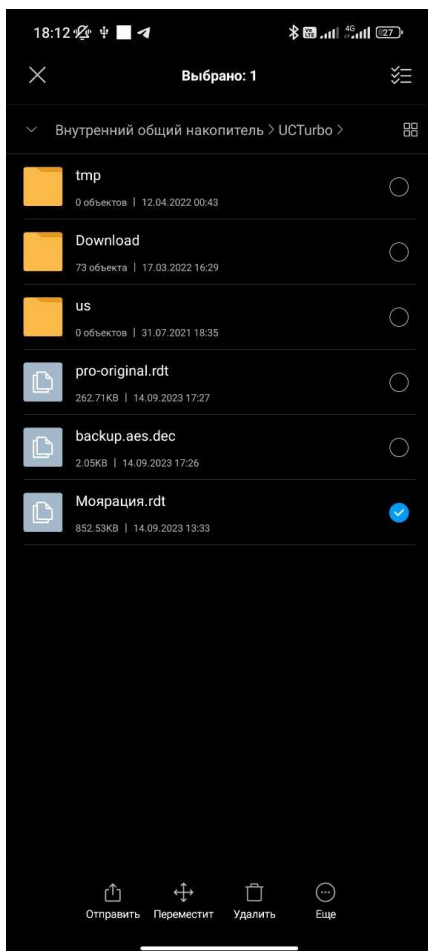 18:12 4G 27
Выбрано: 1
Внутренний общий накопитель > UCTurbo >
tmp
0 объектов | 12.04.2022 00:43
Download
73 объекта | 17.03.2022 16:29
us
0 объектов | 31.07.2021 18:35
pro-original.rdt
262.71KB | 14.09.2023 17:27
backup.aes.dec
2.05KB | 14.09.2023 17:26
Моярация.rdt
852.53KB | 14.09.2023 13:33
Отправить Переместит Удалить Еще